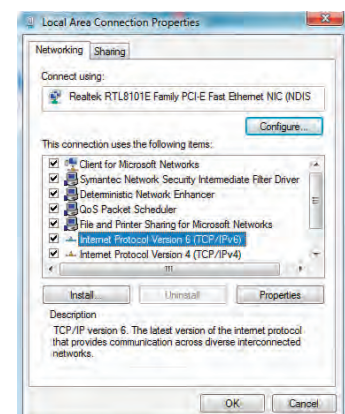 Local Area Connection Properties
Networking Sharing
Connect using:
Realtek RTL8101E Family PCI-E Fast Ethernet NIC (NDIS
Configure...
This connection uses the following items:
Client for Microsoft Networks
Symantec Network Security Intermediate Filter Driver
Deterministic Network Enhancer
QoS Packet Scheduler
File and Printer Sharing for Microsoft Networks
Internet Protocol Version 6 (TCP/IPv6)
Internet Protocol Version 4 (TCP/IPv4)
Install... Uninstall Properties
Description
TCP/IP version 6. The latest version of the internet protocol
that provides communication across diverse interconnected
networks.
OK Cancel